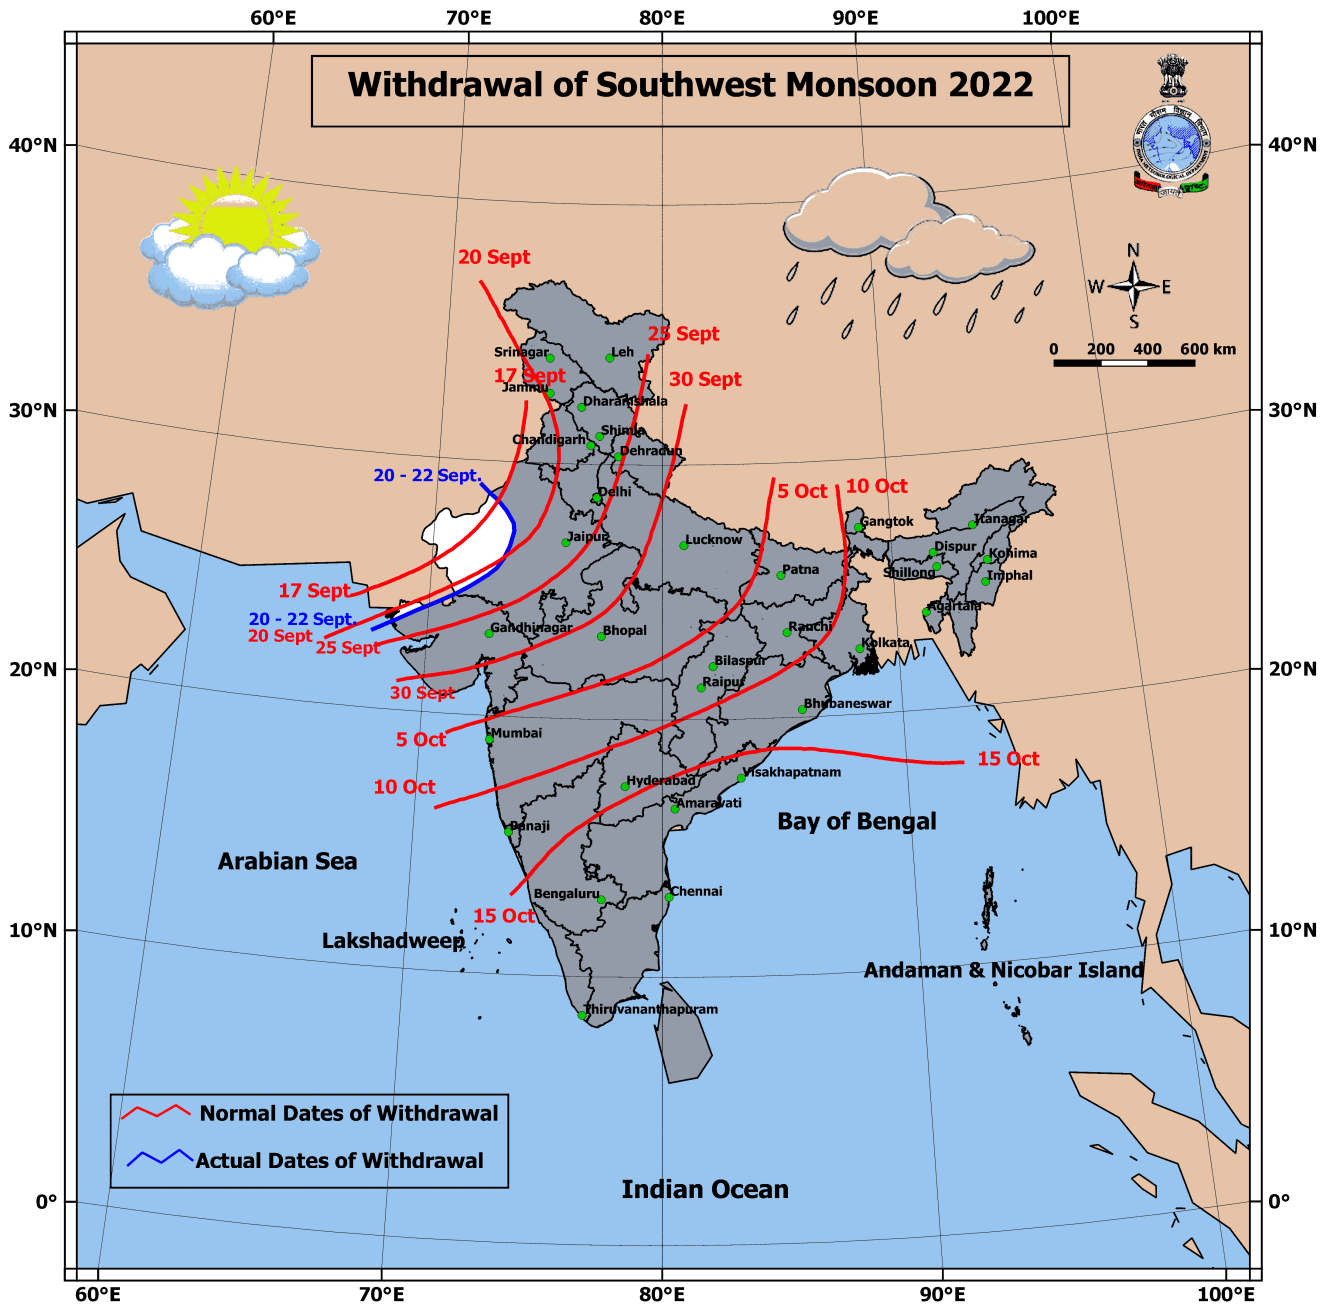 60°E 70°E 80°E 90°E 100°E
Withdrawal of Southwest Monsoon 2022
40°N 40°N
N
W E
S
20 Sept
0 200 400 600 km
25 Sept
Srinagar Leh
17 Sept 30 Sept
Jammu
Dharamshala
30°N 30°N
Shimla
Chandigarh
Dehradun
20 - 22 Sept.
5 Oct 10 Oct
Delhi
Gangtok Itanagar
Jaipur Lucknow
Dispur Kohima
Patna Shillong Imphal
17 Sept
Agartala
20 - 22 Sept.
20 Sept
Gandhinagar Bhopal Ranchi
25 Sept Kolkata
20°N 20°N
Bilaspur
Raipur
30 Sept
Bhubaneswar
5 Oct Mumbai
15 Oct
Visakhapatnam
10 Oct Hyderabad
Amaravati
Panaji Bay of Bengal
Arabian Sea
Bengaluru Chennai
15 Oct
10°N 10°N
Lakshadweep
Andaman & Nicobar Island
Thiruvananthapuram
Normal Dates of Withdrawal
Actual Dates of Withdrawal
Indian Ocean
0° 0°
60°E 70°E 80°E 90°E 100°E